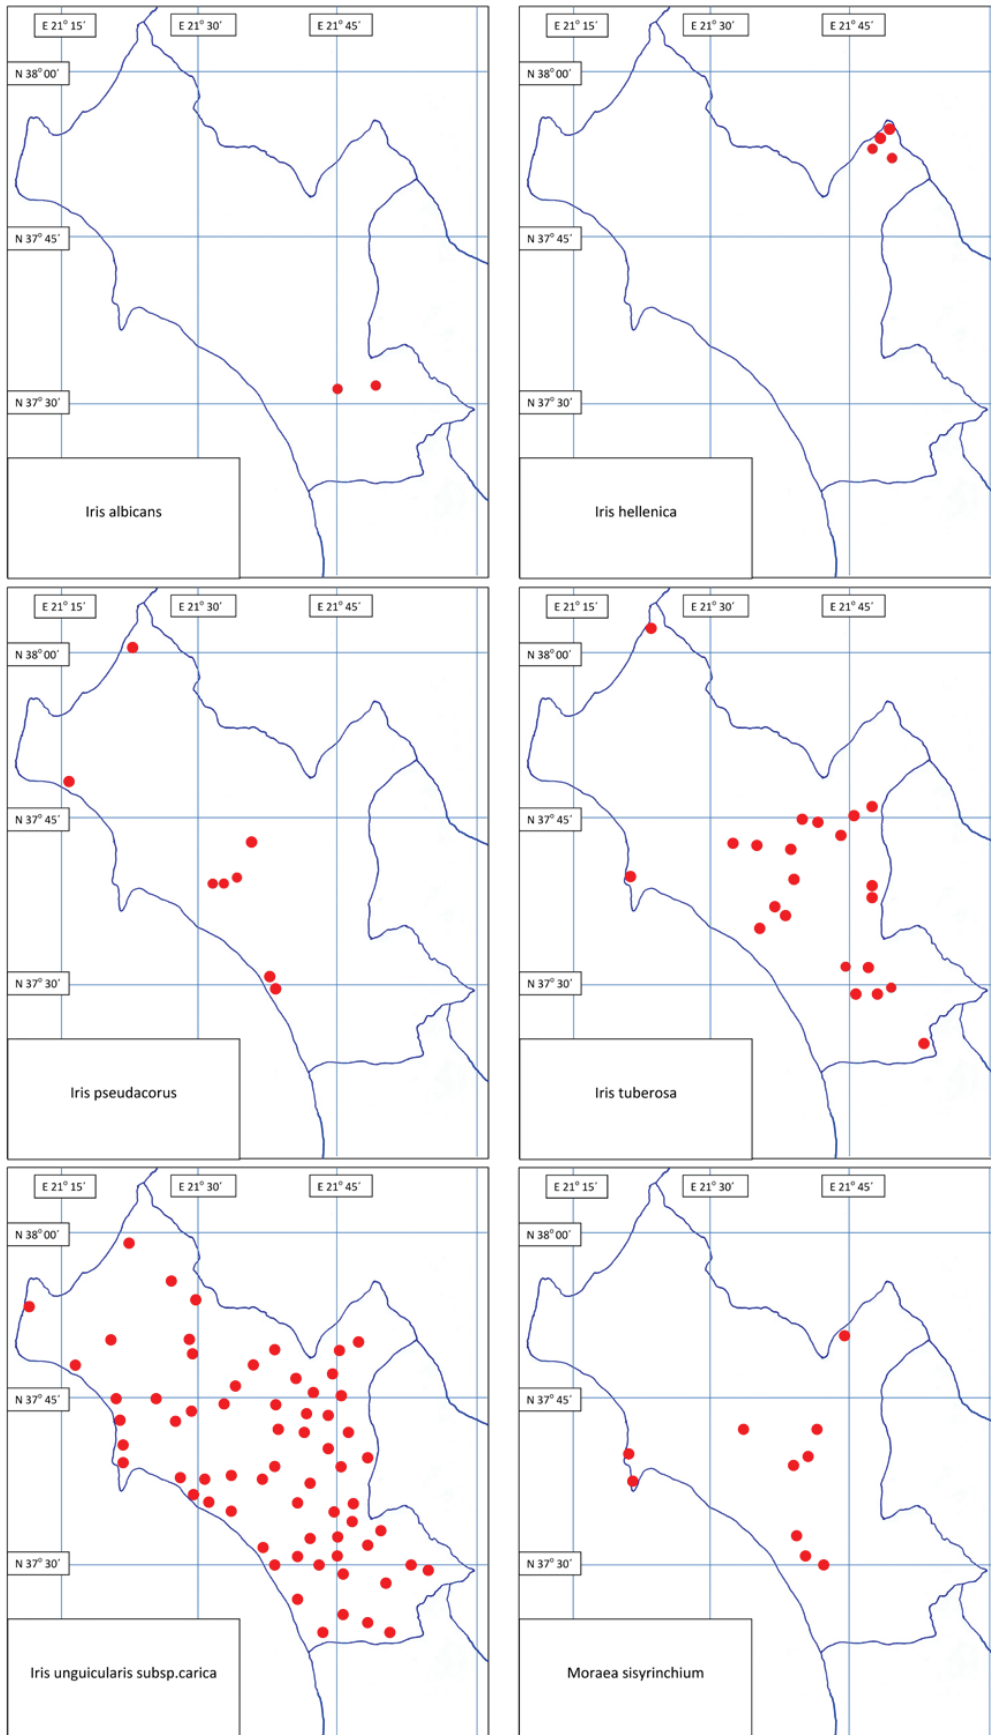 E 21° 15′ E 21° 30′ E 21° 45′
N 38° 00′
N 37° 45′
N 37° 30′
Iris albicans
E 21° 15′ E 21° 30′ E 21° 45′
N 38° 00′
N 37° 45′
N 37° 30′
Iris hellenica
E 21° 15′ E 21° 30′ E 21° 45′
N 38° 00′
N 37° 45′
N 37° 30′
Iris pseudacorus
E 21° 15′ E 21° 30′ E 21° 45′
N 38° 00′
N 37° 45′
N 37° 30′
Iris tuberosa
E 21° 15′ E 21° 30′ E 21° 45′
N 38° 00′
N 37° 45′
N 37° 30′
Iris unguicularis subsp.carica
E 21° 15′ E 21° 30′ E 21° 45′
N 38° 00′
N 37° 45′
N 37° 30′
Moraea sisyrinchium